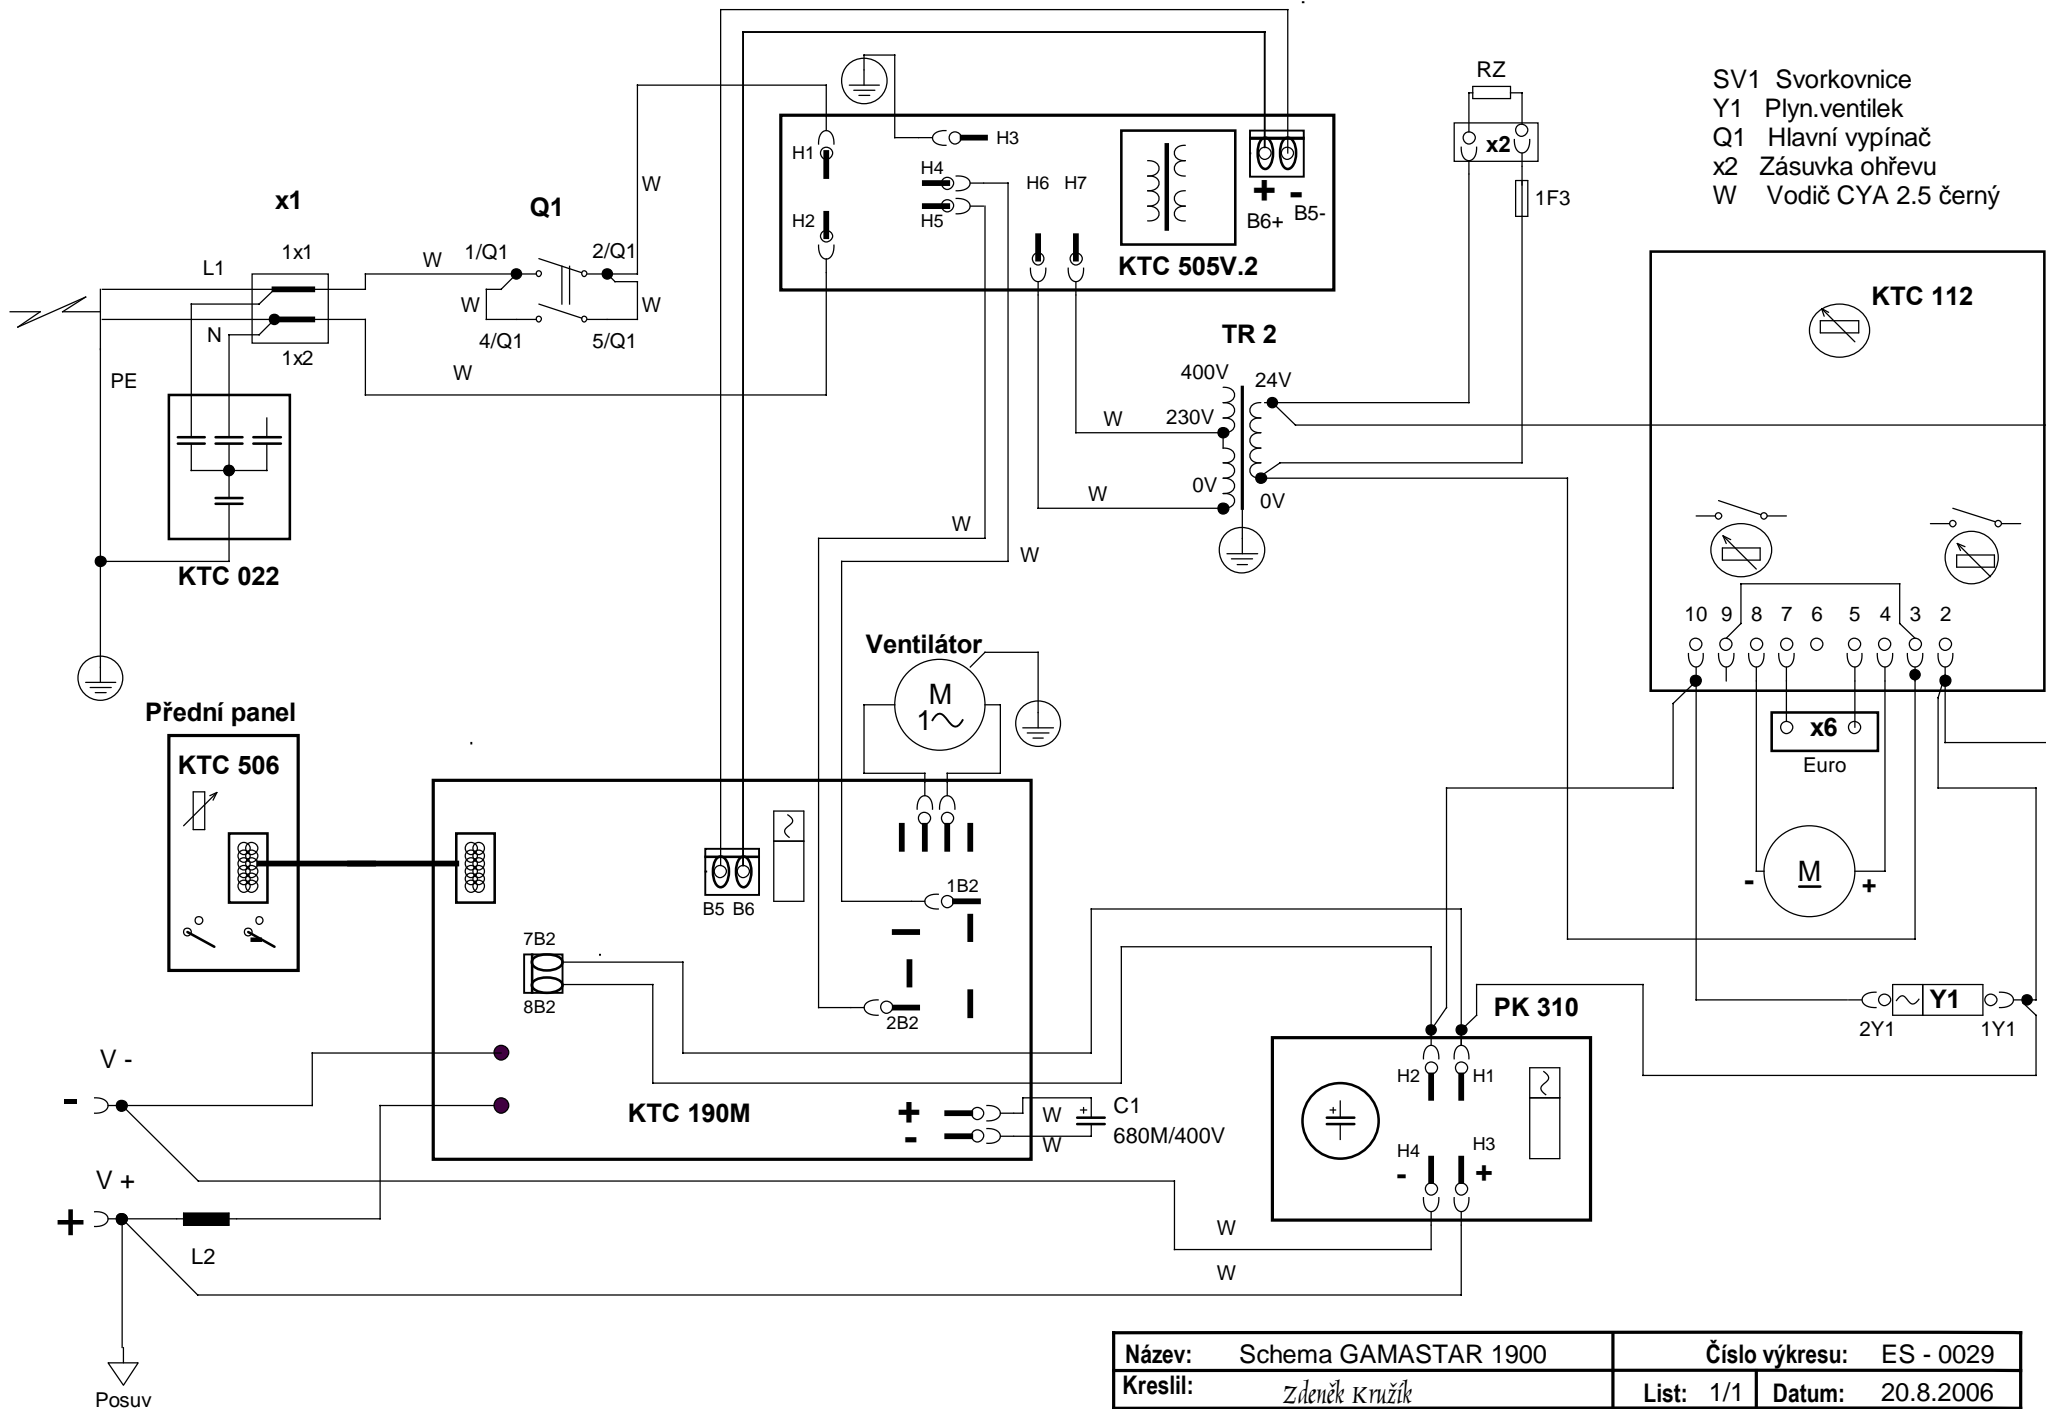 SV1 Svorkovnice
Y1 Plyn.ventilek
Q1 Hlavní vypínač
x2 Zásuvka ohřevu
W Vodič CYA 2.5 černý
RZ
x2
1F3
H1
H2
H3
H4
H5
H6 H7
+ -
B6+ B5-
KTC 505V.2
W
x1
Q1
L1
1x1
W
1/Q1
2/Q1
W
W
N
1x2
4/Q1
5/Q1
PE
W
KTC 022
TR 2
400V
24V
230V
W
0V
0V
W
W
W
KTC 112
10 9 8 7 6 5 4 3 2
x6
Euro
M
- +
Ventilátor
M
1
Přední panel
KTC 506
B5 B6
1B2
7B2
8B2
2B2
KTC 190M
+
-
W
W
C1
+
680M/400V
PK 310
2Y1
Y1
1Y1
H2
H1
+
H4
H3
- +
V -
-
V +
+
L2
W
W
Posuv
Název: Schema GAMASTAR 1900
Číslo výkresu: ES - 0029
Kreslil: Zdeněk Kružík
List: 1/1
Datum: 20.8.2006